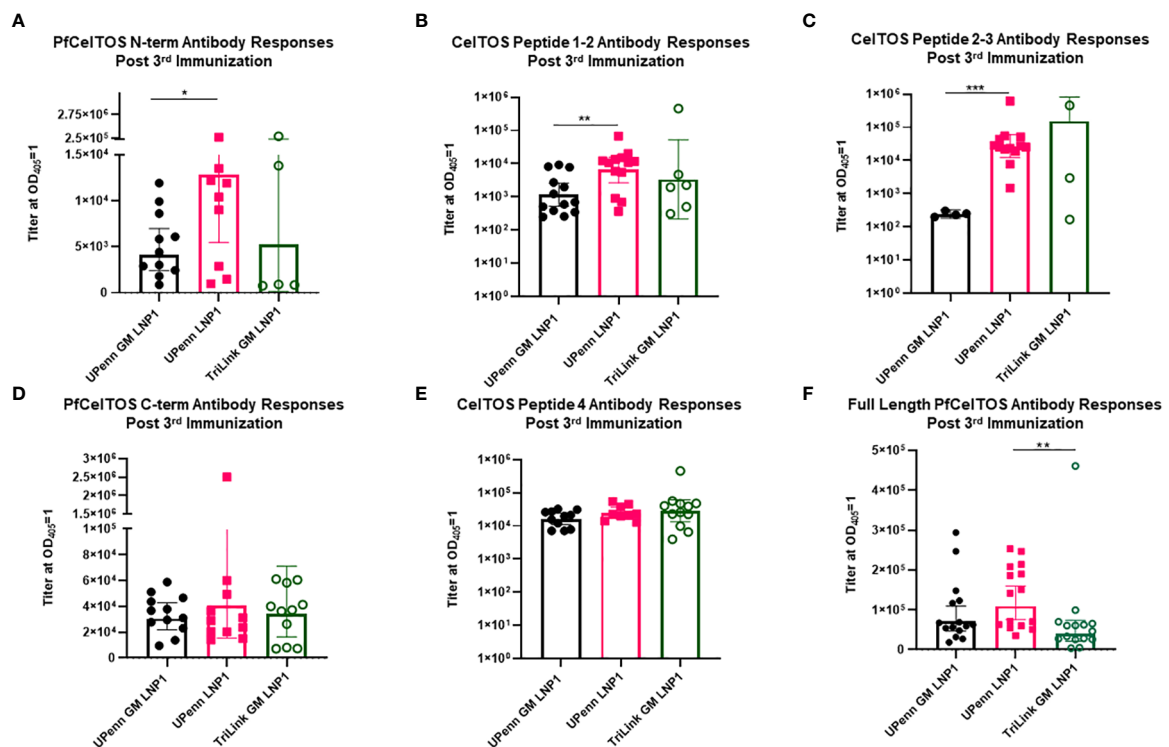 A
PfCelTOS N-term Antibody Responses
Post 3rd Immunization
Titer at OD405=1
2.75×10⁶
2.5×10⁵
1.5×10⁴
1×10⁴
5×10³
0
*
UPenn GM LNP1
UPenn LNP1
TriLink GM LNP1
B
CelTOS Peptide 1-2 Antibody Responses
Post 3rd Immunization
Titer at OD405=1
1×10⁶
1×10⁵
1×10⁴
1×10³
1×10²
1×10¹
1×10⁰
**
UPenn GM LNP1
UPenn LNP1
TriLink GM LNP1
C
CelTOS Peptide 2-3 Antibody Responses
Post 3rd Immunization
Titer at OD405=1
1×10⁶
1×10⁵
1×10⁴
1×10³
1×10²
1×10¹
1×10⁰
***
UPenn GM LNP1
UPenn LNP1
TriLink GM LNP1
D
PfCelTOS C-term Antibody Responses
Post 3rd Immunization
Titer at OD405=1
3×10⁶
2.5×10⁶
2×10⁶
1.5×10⁶
1×10⁵
8×10⁴
6×10⁴
4×10⁴
2×10⁴
0
UPenn GM LNP1
UPenn LNP1
TriLink GM LNP1
E
CelTOS Peptide 4 Antibody Responses
Post 3rd Immunization
Titer at OD405=1
1×10⁶
1×10⁵
1×10⁴
1×10³
1×10²
1×10¹
1×10⁰
UPenn GM LNP1
UPenn LNP1
TriLink GM LNP1
F
Full Length PfCelTOS Antibody Responses
Post 3rd Immunization
Titer at OD405=1
5×10⁵
4×10⁵
3×10⁵
2×10⁵
1×10⁵
0
**
UPenn GM LNP1
UPenn LNP1
TriLink GM LNP1